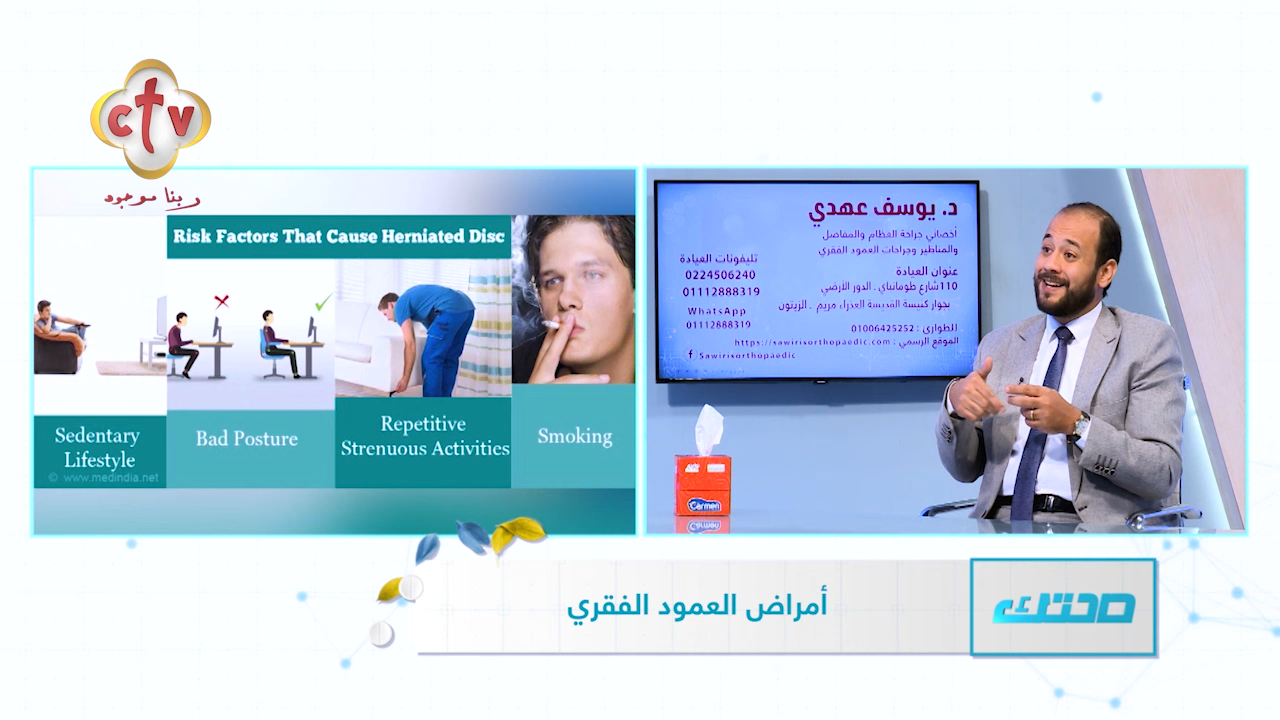 ctv
ربنا موجود
Risk Factors That Cause Herniated Disc
Sedentary
Lifestyle
Bad Posture
Repetitive
Strenuous Activities
Smoking
© www.medindia.net
د. يوسف عهدي
أخصائي جراحة العظام والمفاصل
والمناظير وجراحات العمود الفقري
تليفونات العيادة
0224506240
01112888319
WhatsApp
01112888319
عنوان العيادة
110 شارع طومانباي . الدور الأرضي
بجوار كنيسة القديسة العذراء مريم . الزيتون
للطوارئ : 01006425252
الموقع الرسمي : https://sawirisorthopaedic.com
f Sawirisorthopaedic
Carmen
أمراض العمود الفقري
صحتك